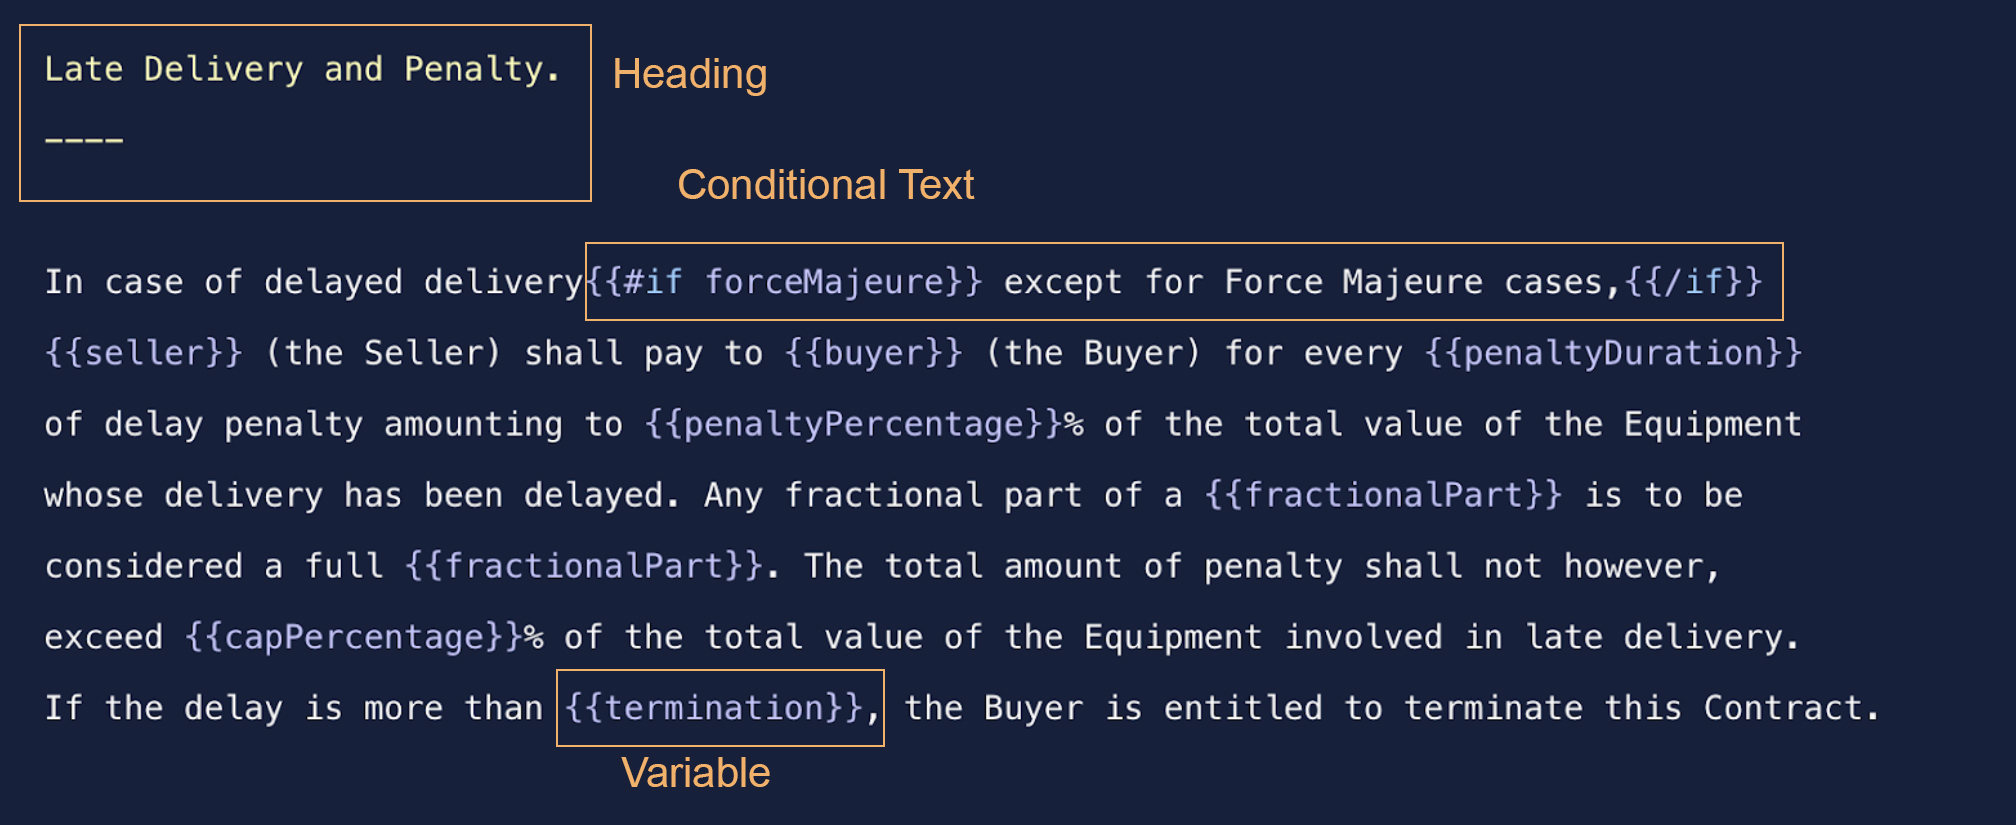 Late Delivery and Penalty.
Heading
----
Conditional Text
In case of delayed delivery{{#if forceMajeure}} except for Force Majeure cases,{{/if}}
{{seller}} (the Seller) shall pay to {{buyer}} (the Buyer) for every {{penaltyDuration}}
of delay penalty amounting to {{penaltyPercentage}}% of the total value of the Equipment
whose delivery has been delayed. Any fractional part of a {{fractionalPart}} is to be
considered a full {{fractionalPart}}. The total amount of penalty shall not however,
exceed {{capPercentage}}% of the total value of the Equipment involved in late delivery.
If the delay is more than {{termination}}, the Buyer is entitled to terminate this Contract.
Variable